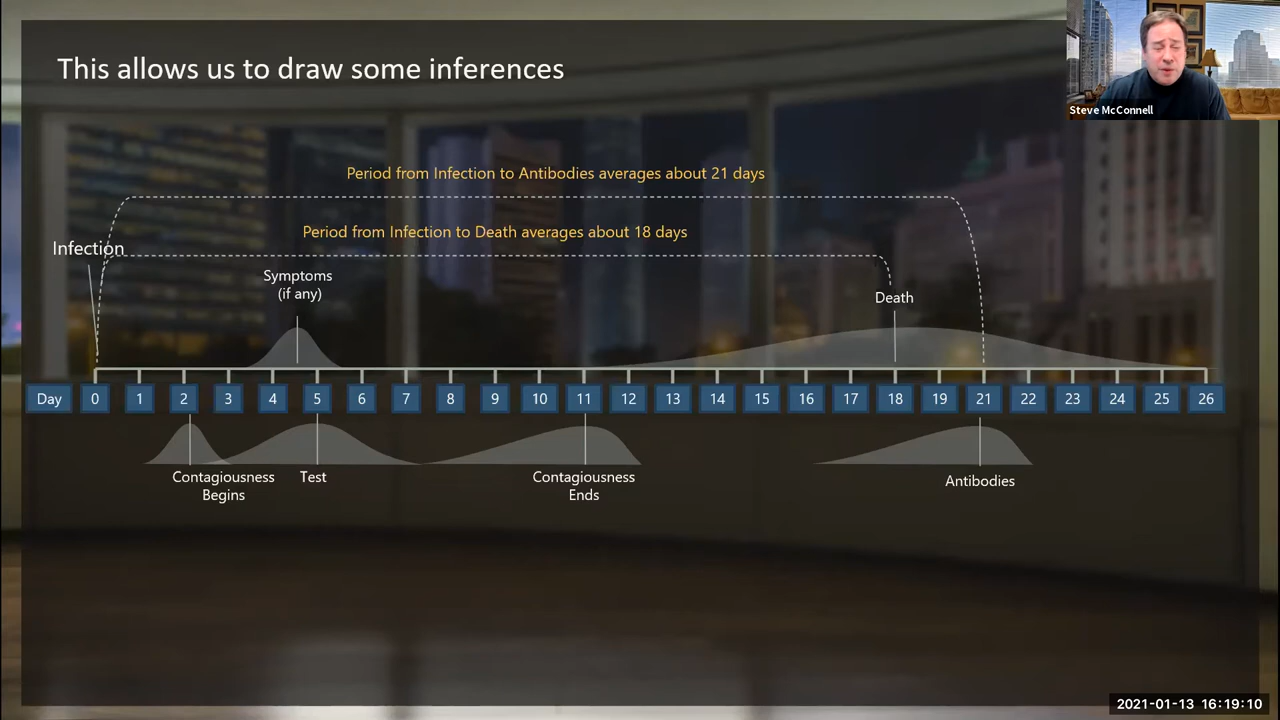 This allows us to draw some inferences
Steve McConnell
Period from Infection to Antibodies averages about 21 days
Period from Infection to Death averages about 18 days
Infection
Symptoms
(if any)
Death
Day 0 1 2 3 4 5 6 7 8 9 10 11 12 13 14 15 16 17 18 19 20 21 22 23 24 25 26
Contagiousness
Begins
Test
Contagiousness
Ends
Antibodies
2021-01-13 16:19:10